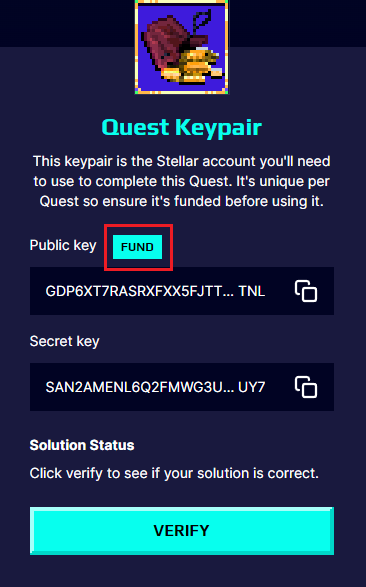 Quest Keypair
This keypair is the Stellar account you'll need
to use to complete this Quest. It's unique per
Quest so ensure it's funded before using it.
Public key FUND
GDP6XT7RASRXFXX5FJTT... TNL
Secret key
SAN2AMENL6Q2FMWG3U... UY7
Solution Status
Click verify to see if your solution is correct.
VERIFY